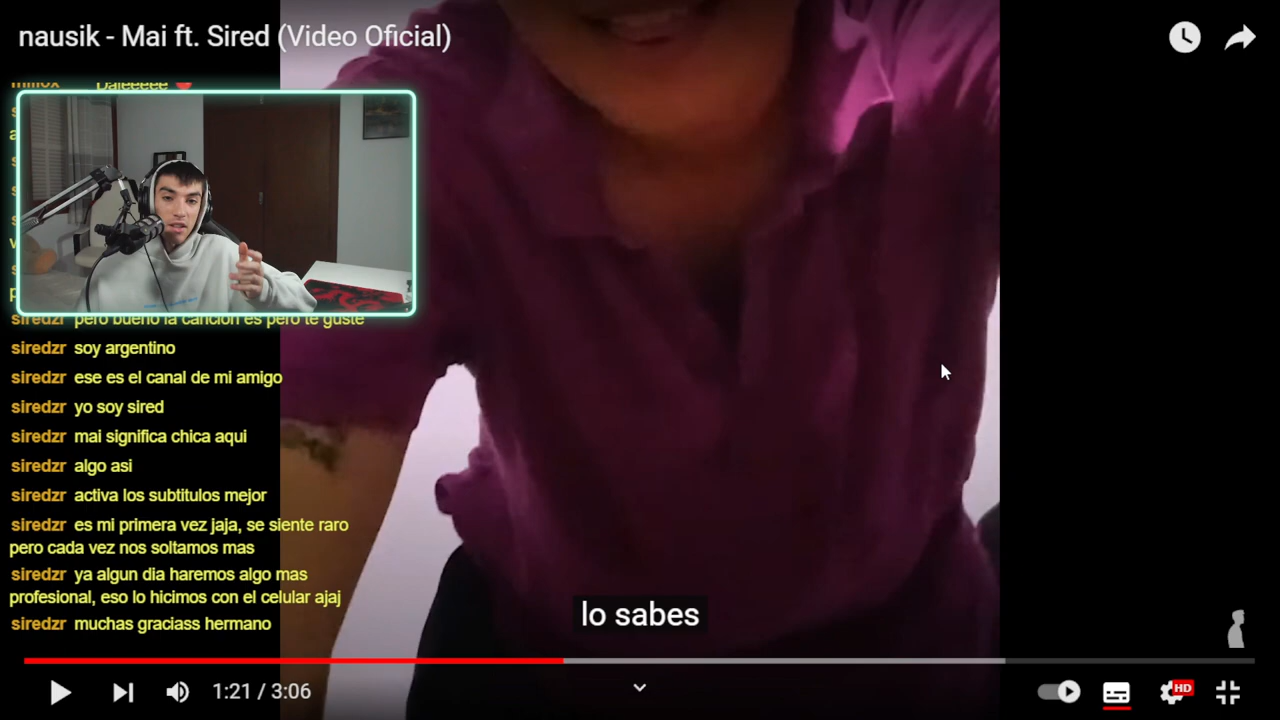 nausik - Mai ft. Sired (Video Oficial)
Daleeeee
siredzr pero bueno la cancion es pero te guste
siredzr soy argentino
siredzr ese es el canal de mi amigo
siredzr yo soy sired
siredzr mai significa chica aqui
siredzr algo asi
siredzr activa los subtitulos mejor
siredzr es mi primera vez jaja, se siente raro
pero cada vez nos soltamos mas
siredzr ya algun dia haremos algo mas
profesional, eso lo hicimos con el celular ajaj
siredzr muchas graciass hermano
lo sabes
1:21 / 3:06
HD